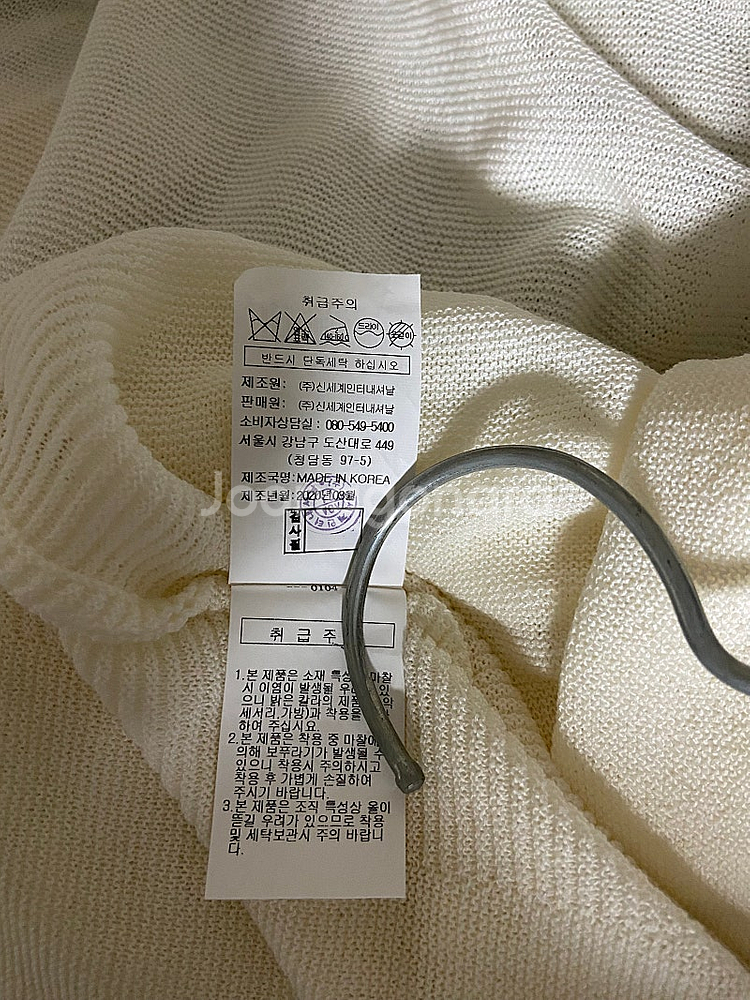 취급주의
드라이
반드시 단독세탁 하십시오
제조원: (주)신세계인터내셔날
판매원: (주)신세계인터내셔날
소비자상담실 : 080-549-5400
서울시 강남구 도산대로 449
(청담동 97-5)
제조국명: MADE IN KOREA
제조년월: 2020년 03월
검사필
취 급 주
1.본 제품은 소재 특성 마찰
시 이염이 발생될 우 있
으니 밝은 칼라의 제품
세서리.가방)과 착용을
하여 주십시요.
2.본 제품은 착용 중 마찰에
의해 보푸라기가 발생될 수
있으니 착용시 주의하시고
착용 후 가볍게 손질하여
주시기 바랍니다.
3.본 제품은 조직 특성상 올이
뜯길 우려가 있으므로 착용
및 세탁보관시 주의 바랍니
다.